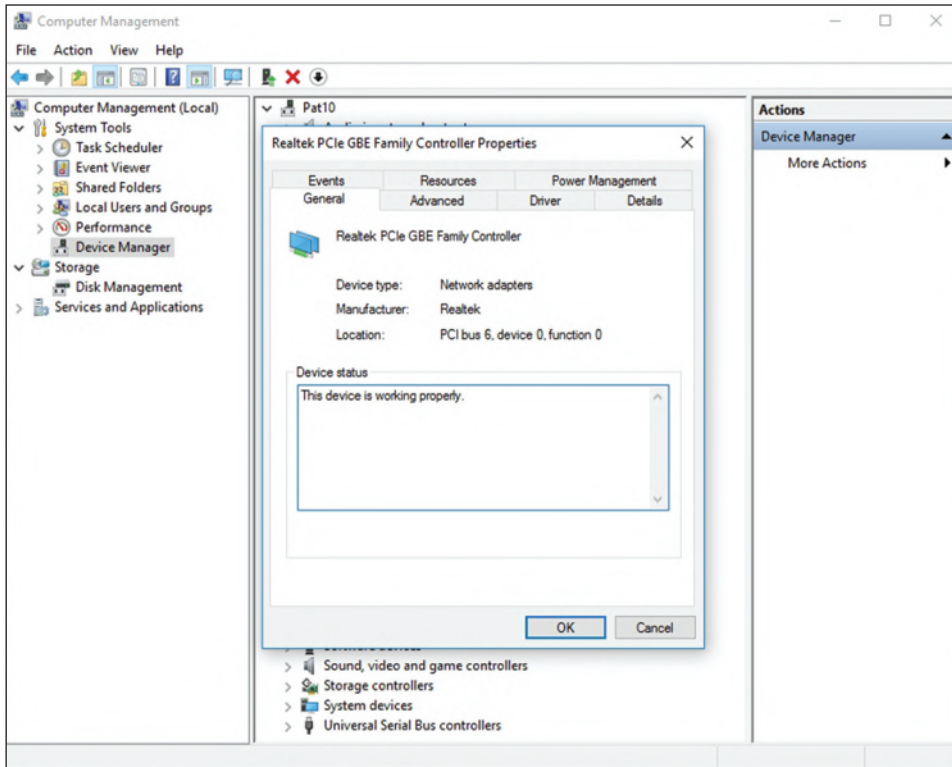 Computer Management
File Action View Help
Computer Management (Local)
System Tools
Task Scheduler
Event Viewer
Shared Folders
Local Users and Groups
Performance
Device Manager
Storage
Disk Management
Services and Applications
Pat10
Realtek PCIe GBE Family Controller Properties
Events Resources Power Management
General Advanced Driver Details
Realtek PCIe GBE Family Controller
Device type: Network adapters
Manufacturer: Realtek
Location: PCI bus 6, device 0, function 0
Device status
This device is working properly.
OK Cancel
Sound, video and game controllers
Storage controllers
System devices
Universal Serial Bus controllers
Actions
Device Manager
More Actions